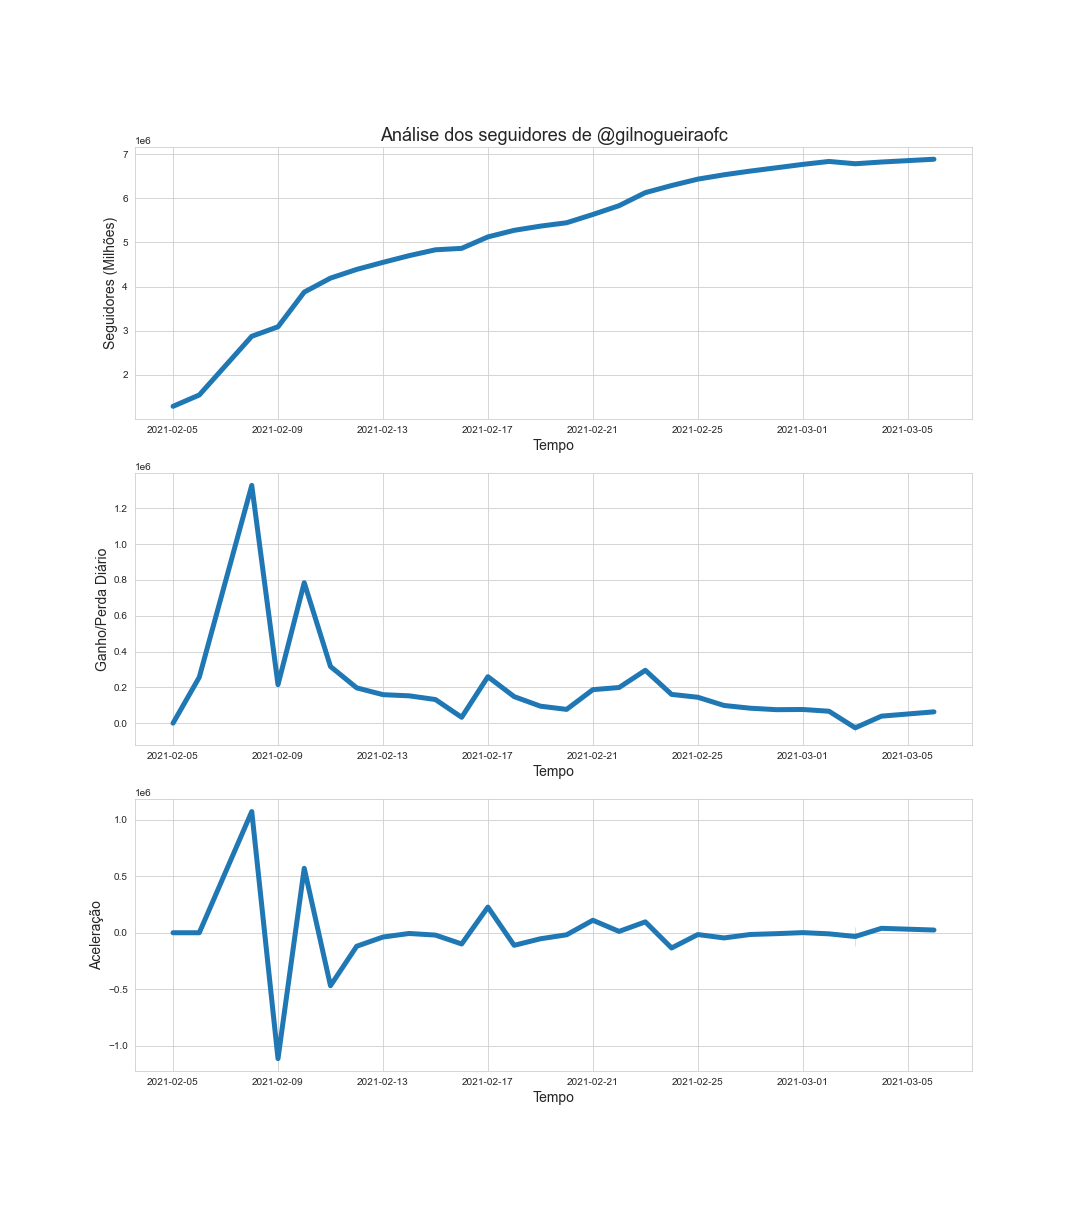 Análise dos seguidores de @gilnogueiraofc
1e6
7
6
5
4
3
2
Seguidores (Milhões)
2021-02-05 2021-02-09 2021-02-13 2021-02-17 2021-02-21 2021-02-25 2021-03-01 2021-03-05
Tempo
1e6
1.2
1.0
0.8
0.6
0.4
0.2
0.0
Ganho/Perda Diário
2021-02-05 2021-02-09 2021-02-13 2021-02-17 2021-02-21 2021-02-25 2021-03-01 2021-03-05
Tempo
1e6
1.0
0.5
0.0
−0.5
−1.0
Aceleração
2021-02-05 2021-02-09 2021-02-13 2021-02-17 2021-02-21 2021-02-25 2021-03-01 2021-03-05
Tempo